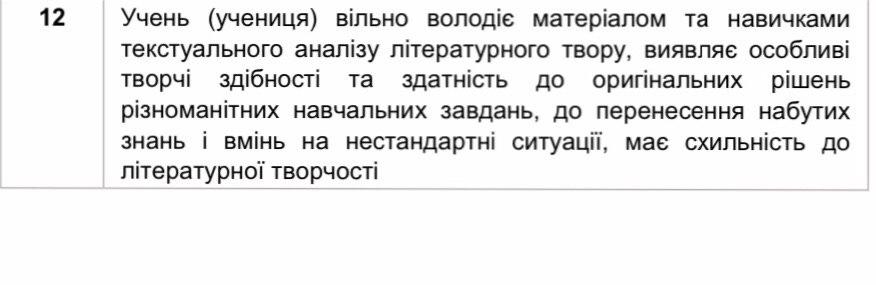 12 Учень (учениця) вільно володіє матеріалом та навичками
текстуального аналізу літературного твору, виявляє особливі
творчі здібності та здатність до оригінальних рішень
різноманітних навчальних завдань, до перенесення набутих
знань і вмінь на нестандартні ситуації, має схильність до
літературної творчості